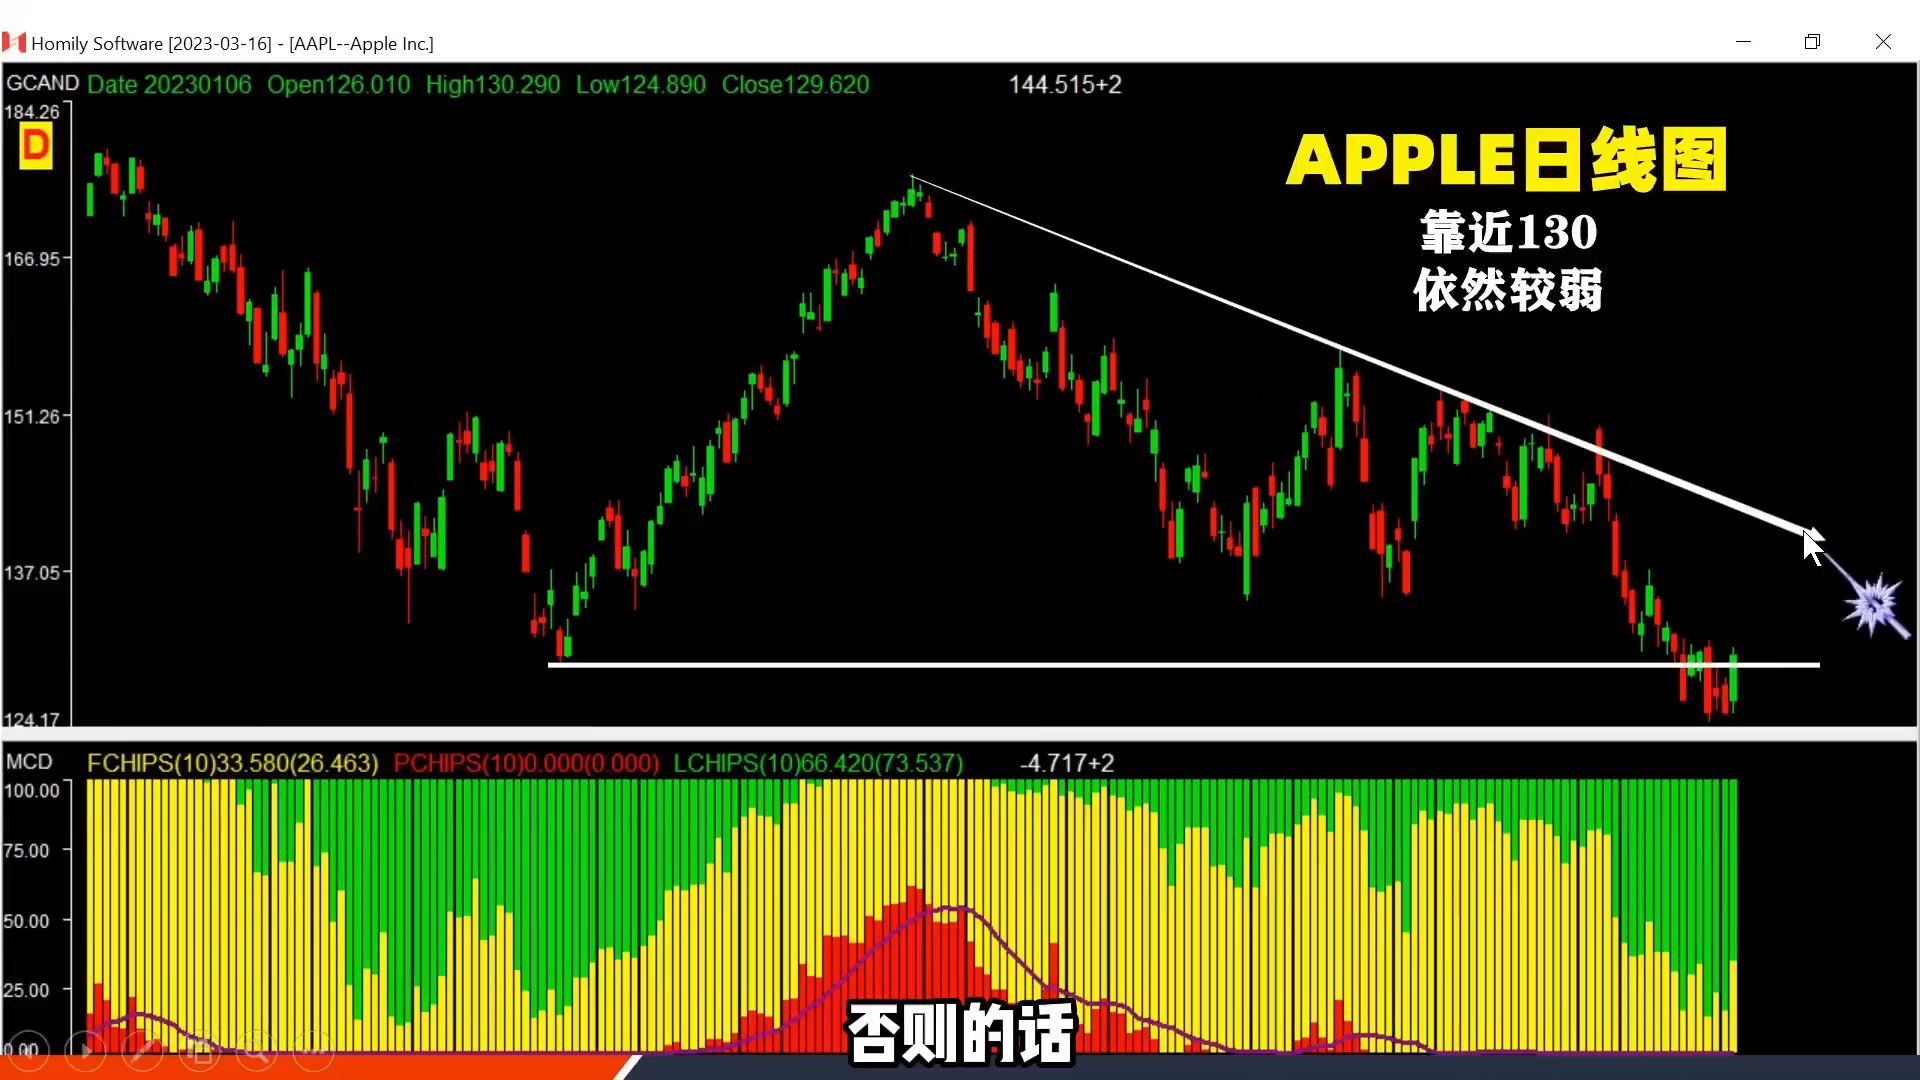 Homily Software [2023-03-16] - [AAPL--Apple Inc.]
GCAND Date 20230106 Open126.010 High130.290 Low124.890 Close129.620 144.515+2
184.26
D
APPLE日线图
靠近130
依然较弱
166.95
151.26
137.05
124.17
MCD FCHIPS(10)33.580(26.463) PCHIPS(10)0.000(0.000) LCHIPS(10)66.420(73.537) -4.717+2
100.00
75.00
50.00
25.00
0.00
否则的话